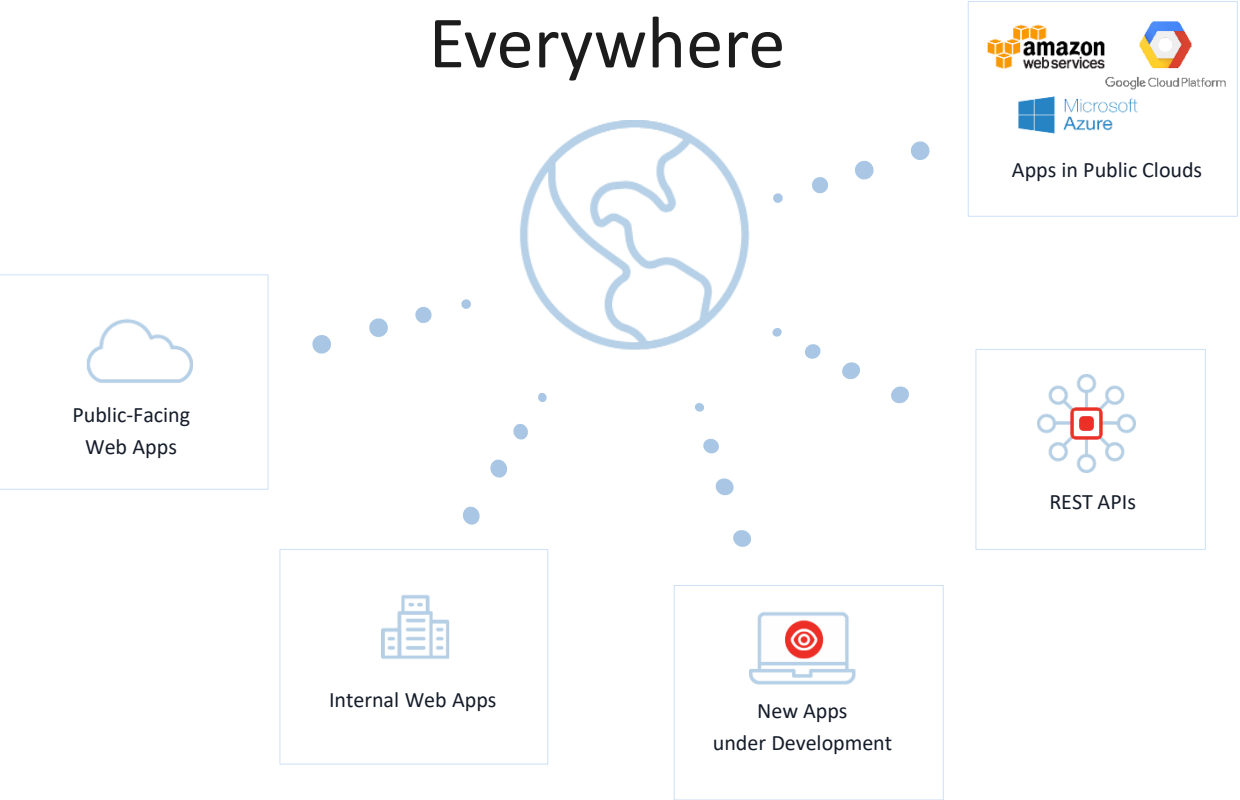 Everywhere
amazon
web services
Google Cloud Platform
Microsoft
Azure
Apps in Public Clouds
Public-Facing
Web Apps
REST APIs
Internal Web Apps
New Apps
under Development